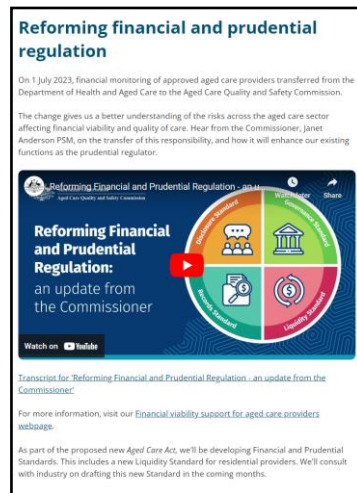 Reforming financial and prudential
regulation
On 1 July 2023, financial monitoring of approved aged care providers transferred from the
Department of Health and Aged Care to the Aged Care Quality and Safety Commission.
The change gives us a better understanding of the risks across the aged care sector
affecting financial viability and quality of care. Hear from the Commissioner, Janet
Anderson PSM, on the transfer of this responsibility, and how it will enhance our existing
functions as the prudential regulator.
Reforming Financial and Prudential Regulation - an u
Watch later
Share
Aged Care Quality and Safety Commission
Reforming Financial
and Prudential
Regulation:
an update from
the Commissioner
Disclosure Standard
Governance Standard
Records Standard
Liquidity Standard
Watch on YouTube
Transcript for 'Reforming Financial and Prudential Regulation - an update from the
Commissioner'
For more information, visit our Financial viability support for aged care providers
webpage.
As part of the proposed new Aged Care Act, we'll be developing Financial and Prudential
Standards. This includes a new Liquidity Standard for residential providers. We'll consult
with industry on drafting this new Standard in the coming months.